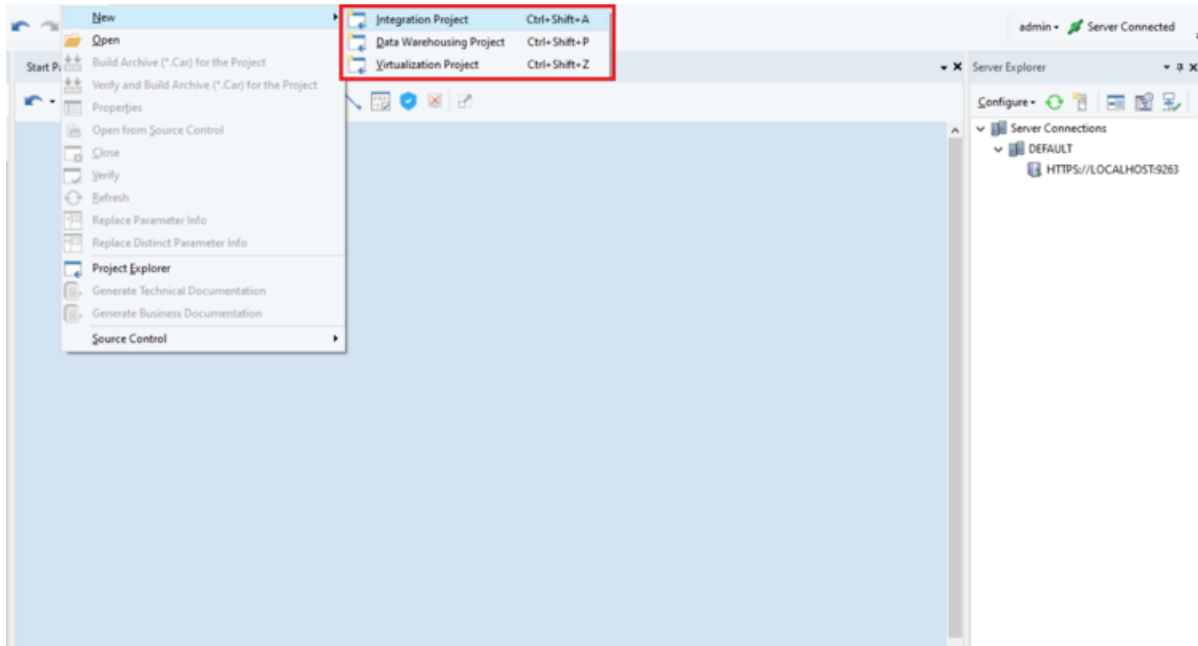 New
Integration Project Ctrl+Shift+A
admin
Server Connected
Open
Data Warehousing Project Ctrl+Shift+P
Start
Build Archive (*.Car) for the Project
Virtualization Project Ctrl+Shift+Z
Server Explorer
Verify and Build Archive (*.Car) for the Project
Properties
Configure
Open from Source Control
Server Connections
Close
DEFAULT
Verify
HTTPS://LOCALHOST:9263
Refresh
Replace Parameter Info
Replace Distinct Parameter Info
Project Explorer
Generate Technical Documentation
Generate Business Documentation
Source Control